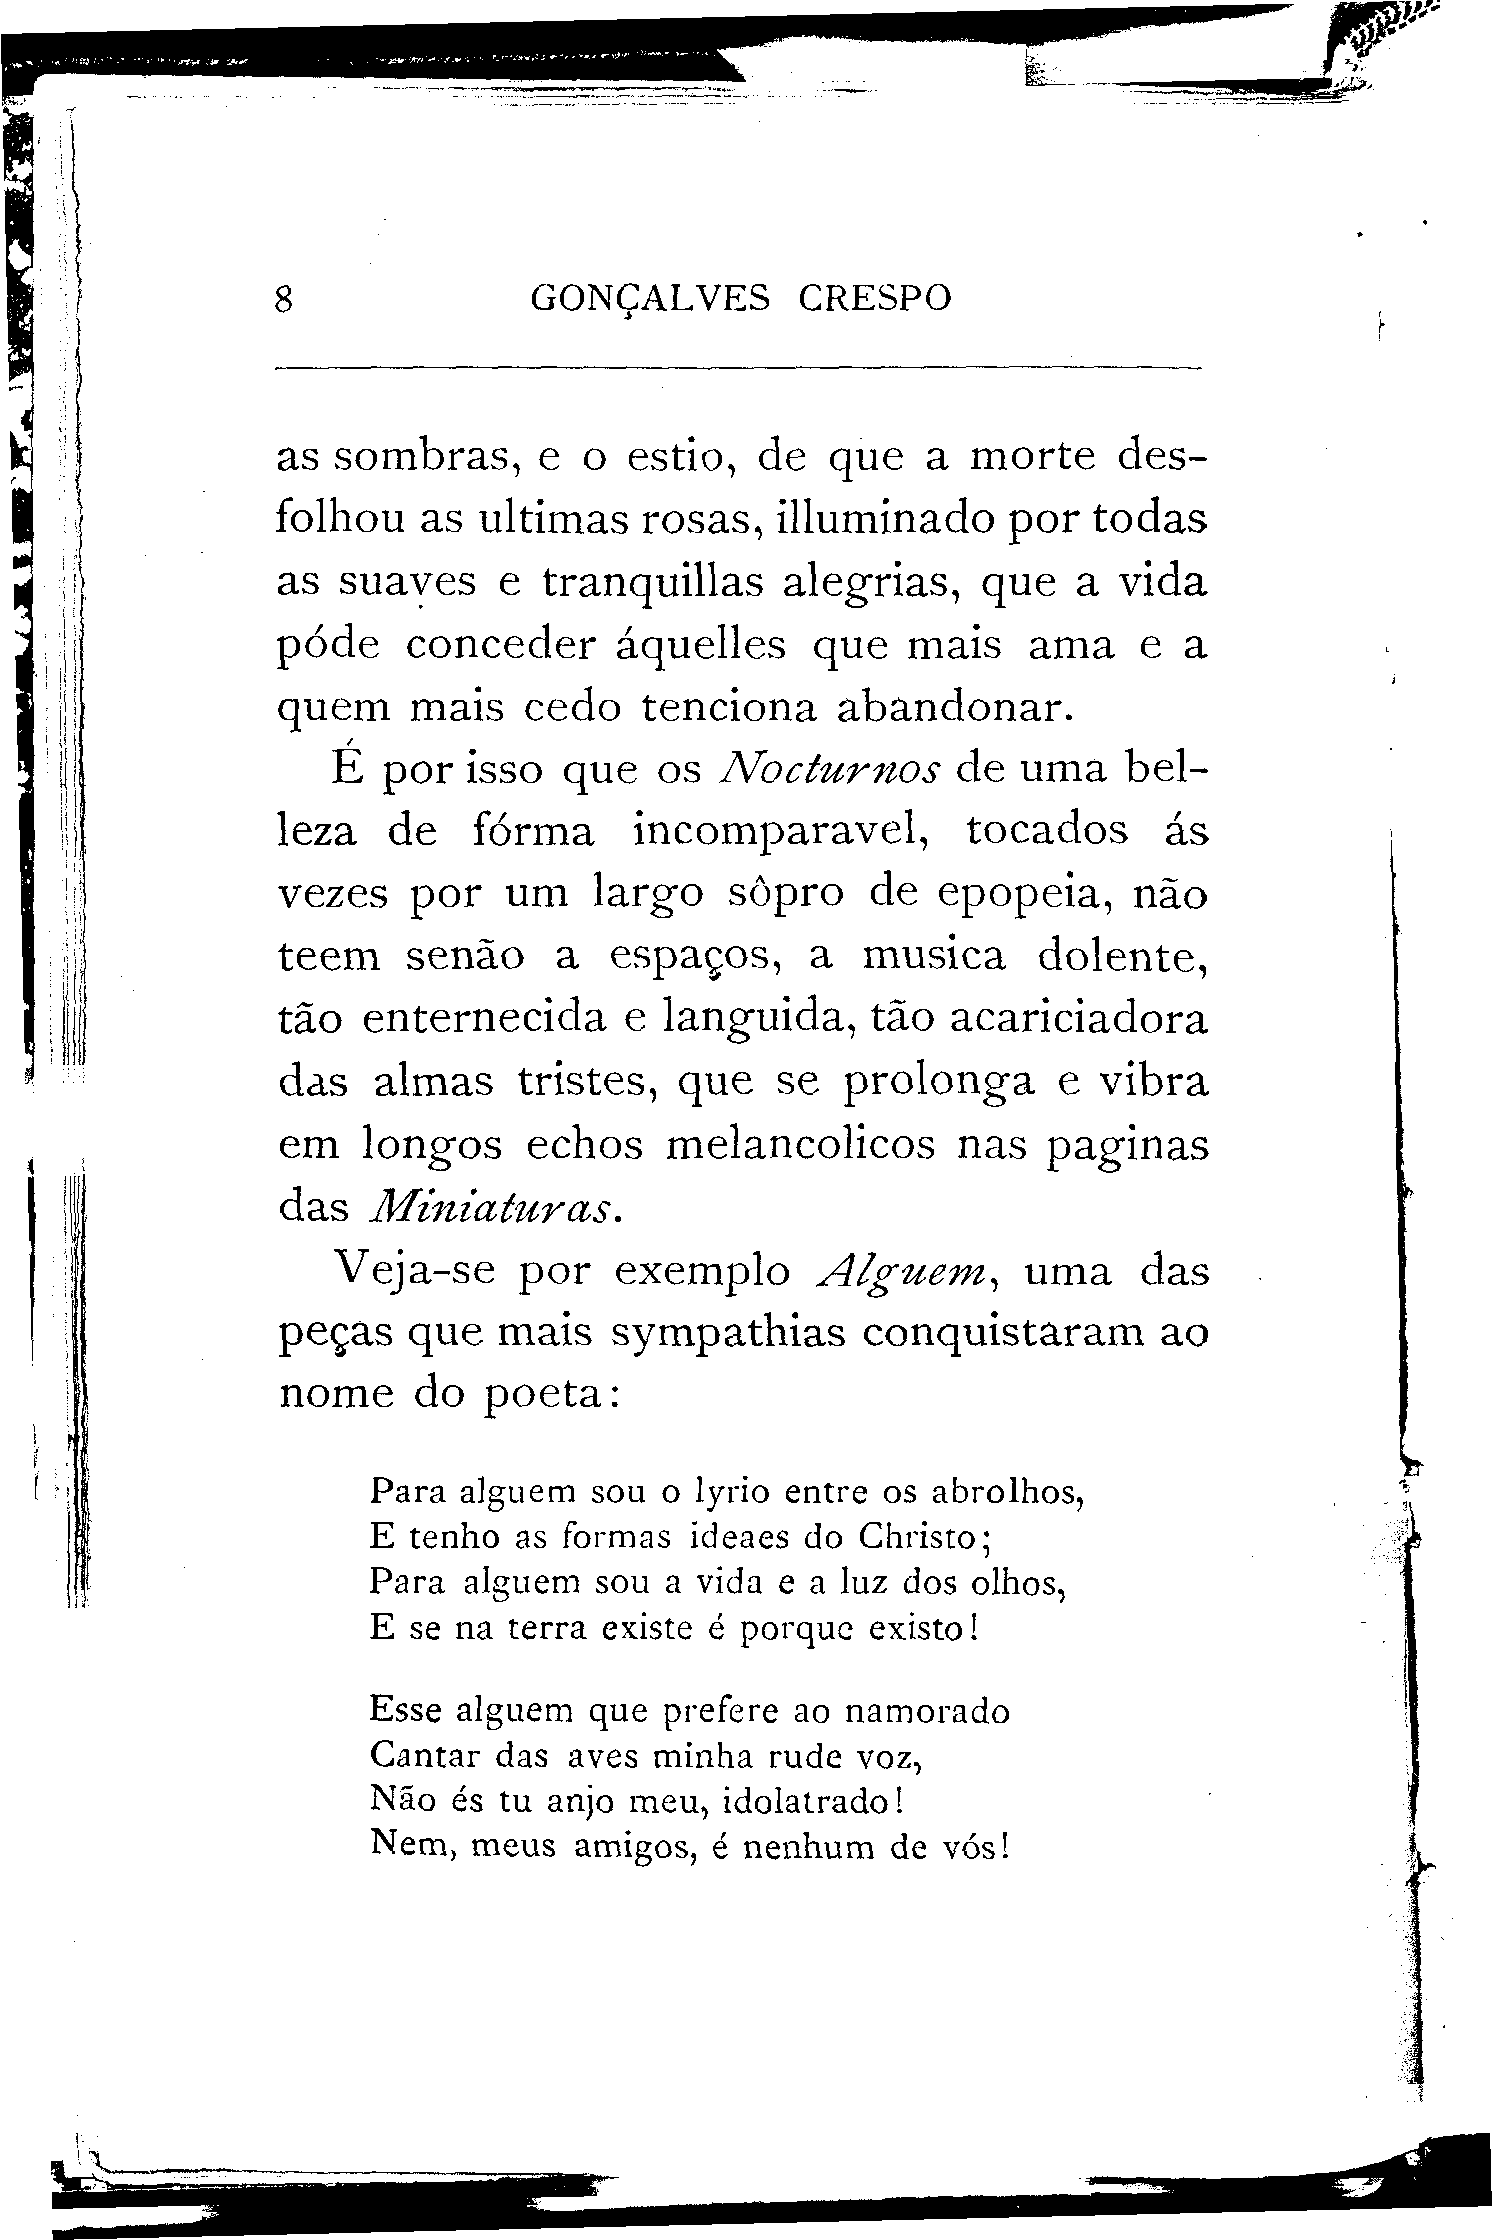 8 GONÇALVES CRESPO
as sombras, e o estio, de que a morte des-
folhou as ultimas rosas, illuminado por todas
as suaves e tranquillas alegrias, que a vida
póde conceder áquelles que mais ama e a
quem mais cedo tenciona abandonar.
É por isso que os Nocturnos de uma bel-
leza de fórma incomparavel, tocados ás
vezes por um largo sôpro de epopeia, não
teem senão a espaços, a musica dolente,
tão enternecida e languida, tão acariciadora
das almas tristes, que se prolonga e vibra
em longos echos melancolicos nas paginas
das Miniaturas.
Veja-se por exemplo Alguem, uma das
peças que mais sympathias conquistaram ao
nome do poeta:
Para alguem sou o lyrio entre os abrolhos,
E tenho as formas ideaes do Christo;
Para alguem sou a vida e a luz dos olhos,
E se na terra existe é porque existo!
Esse alguem que prefere ao namorado
Cantar das aves minha rude voz,
Não és tu anjo meu, idolatrado!
Nem, meus amigos, é nenhum de vós!